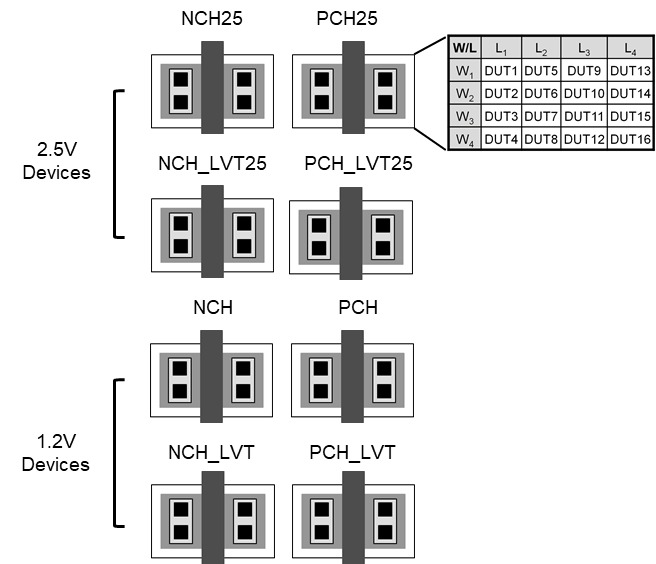 NCH25 PCH25
W/L L₁ L₂ L₃ L₄
W₁ DUT1 DUT5 DUT9 DUT13
W₂ DUT2 DUT6 DUT10 DUT14
W₃ DUT3 DUT7 DUT11 DUT15
W₄ DUT4 DUT8 DUT12 DUT16
2.5V
Devices
NCH_LVT25 PCH_LVT25
NCH PCH
1.2V
Devices
NCH_LVT PCH_LVT